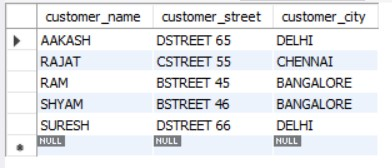 customer_name customer_street customer_city
AAKASH DSTREET 65 DELHI
RAJAT CSTREET 55 CHENNAI
RAM BSTREET 45 BANGALORE
SHYAM BSTREET 46 BANGALORE
SURESH DSTREET 66 DELHI
NULL NULL NULL